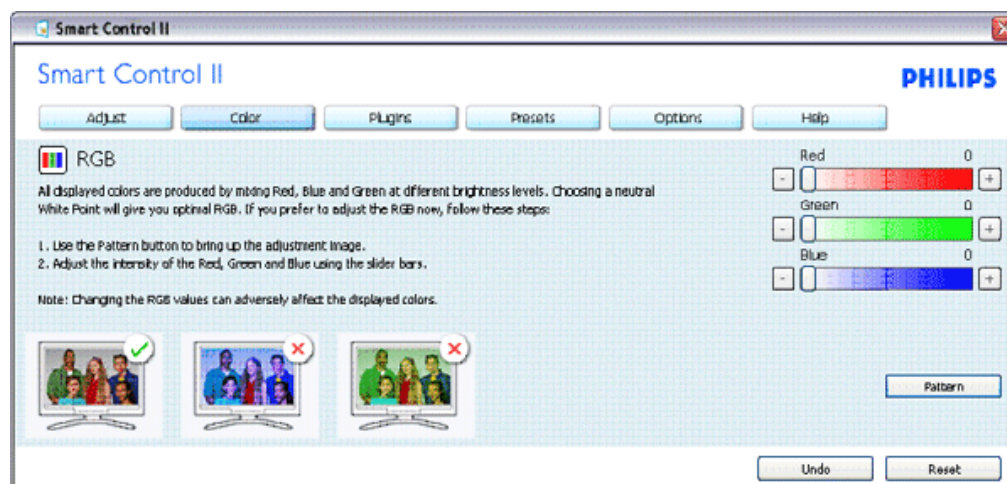 Smart Control II
Smart Control II
PHILIPS
Adjust Color Plugins Presets Options Help
RGB
All displayed colors are produced by mixing Red, Blue and Green at different brightness levels. Choosing a neutral
White Point will give you optimal RGB. If you prefer to adjust the RGB now, follow these steps:
1. Use the Pattern button to bring up the adjustment image.
2. Adjust the intensity of the Red, Green and Blue using the slider bars.
Note: Changing the RGB values can adversely affect the displayed colors.
Red 0
- +
Green 0
- +
Blue 0
- +
Pattern
Undo Reset